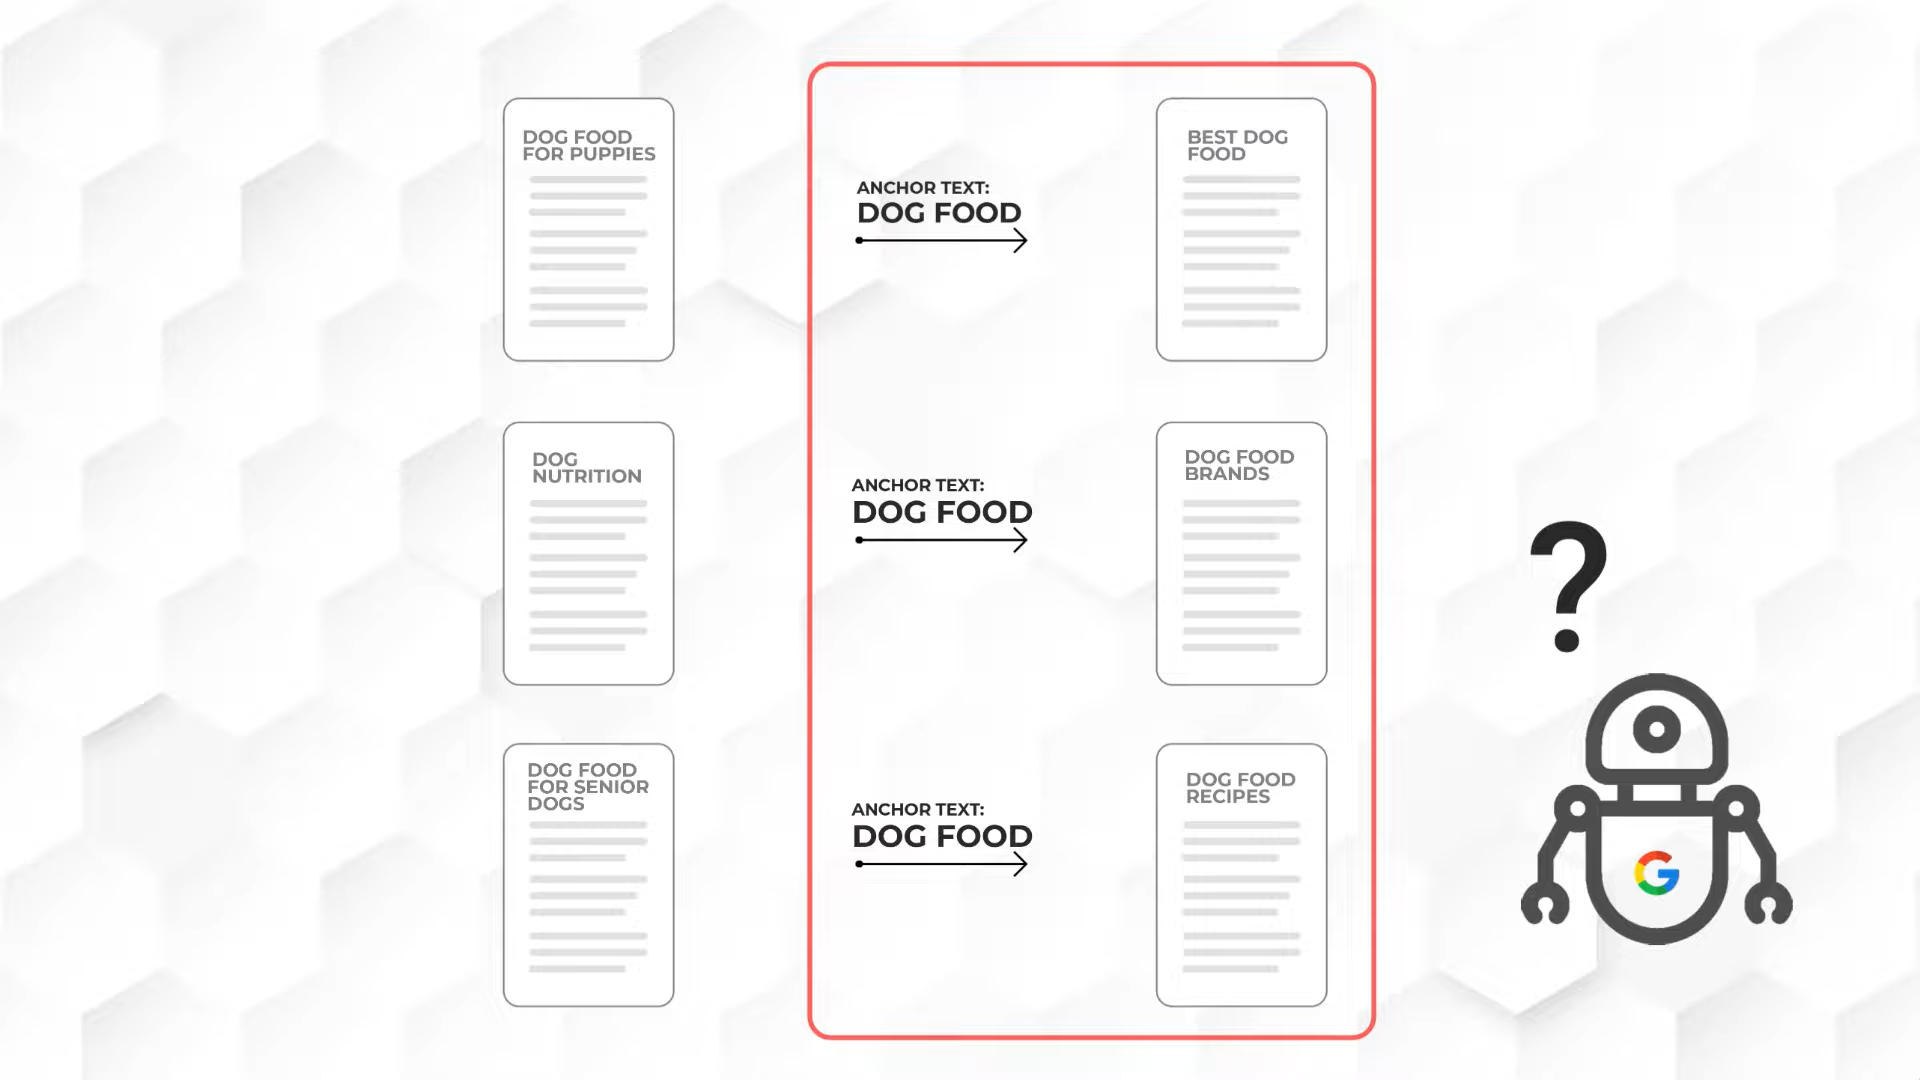 DOG FOOD
FOR PUPPIES
ANCHOR TEXT:
DOG FOOD
BEST DOG
FOOD
DOG
NUTRITION
ANCHOR TEXT:
DOG FOOD
DOG FOOD
BRANDS
DOG FOOD
FOR SENIOR
DOGS
ANCHOR TEXT:
DOG FOOD
DOG FOOD
RECIPES
?
G